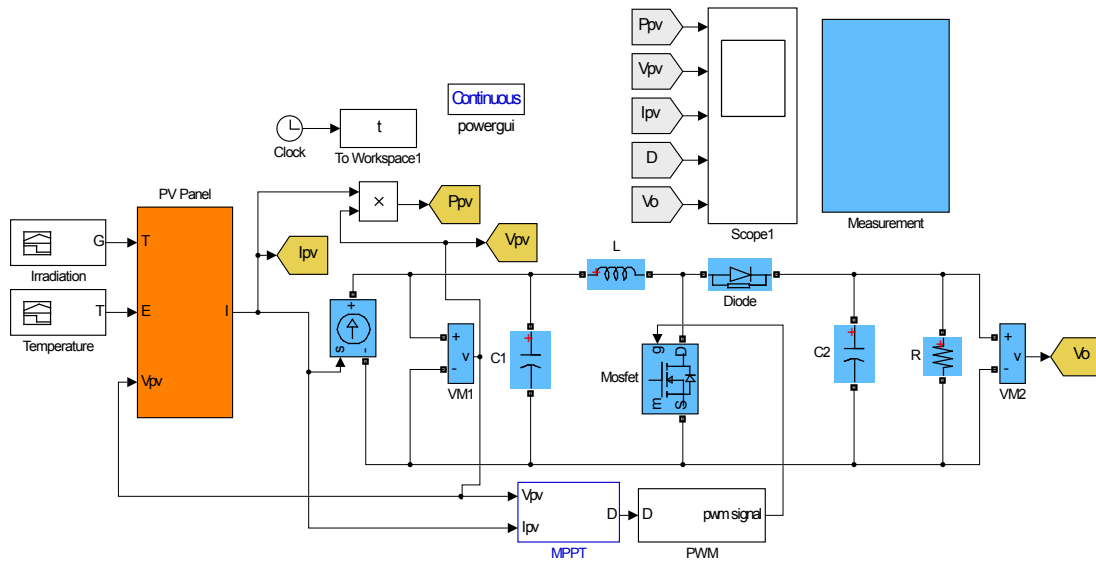 Ppv
Vpv
Ipv
D
Vo
Scope1
Measurement
Continuous
powergui
Clock
t
To Workspace1
PV Panel
G
Irradiation
T
Temperature
T
E
Vpv
I
×
Ppv
Vpv
Ipv
s
+
-
+
-
v
VM1
C1
+
L
+
Diode
Mosfet
g
D
m
S
C2
+
R
+
+
-
v
VM2
Vo
Vpv
Ipv
D
MPPT
D
pwm signal
PWM